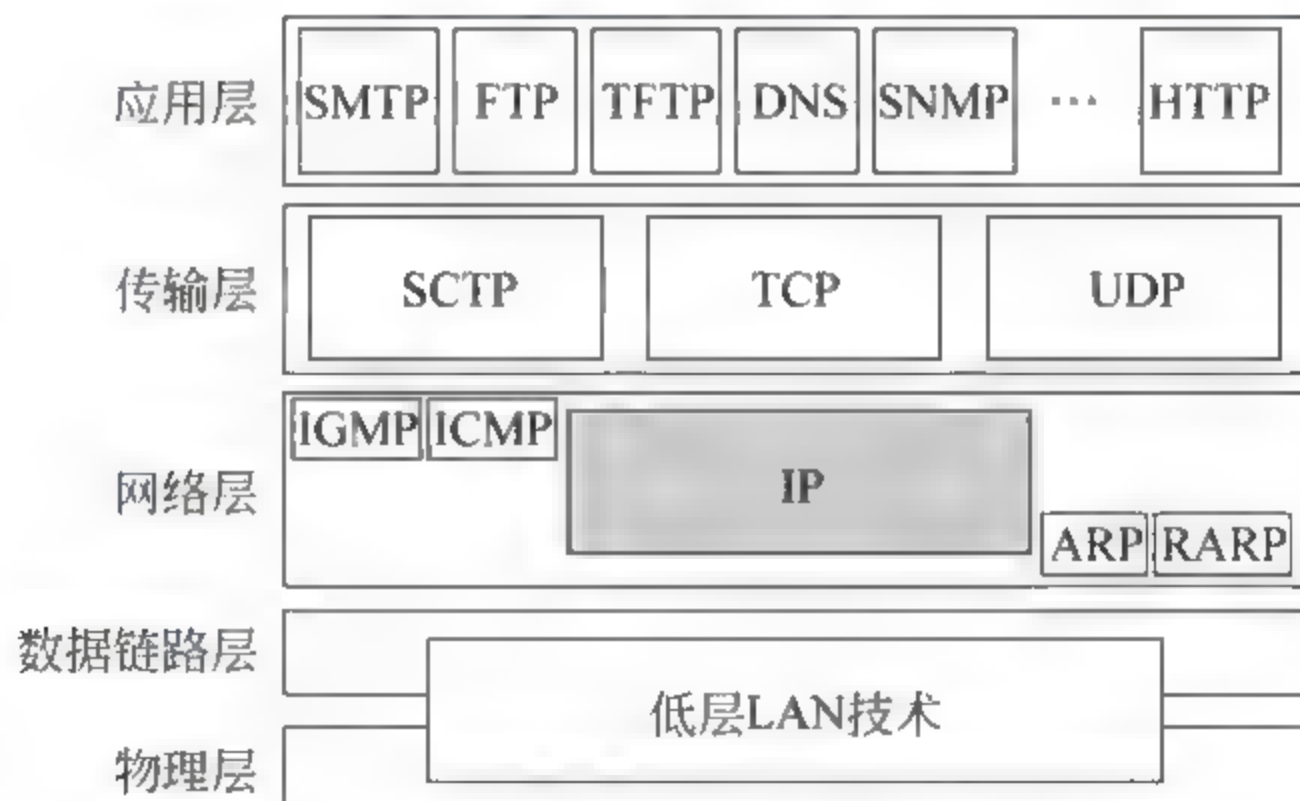 应用层 SMTP FTP TFTP DNS SNMP … HTTP
传输层 SCTP TCP UDP
IGMP ICMP
网络层 IP
ARP RARP
数据链路层
低层LAN技术
物理层